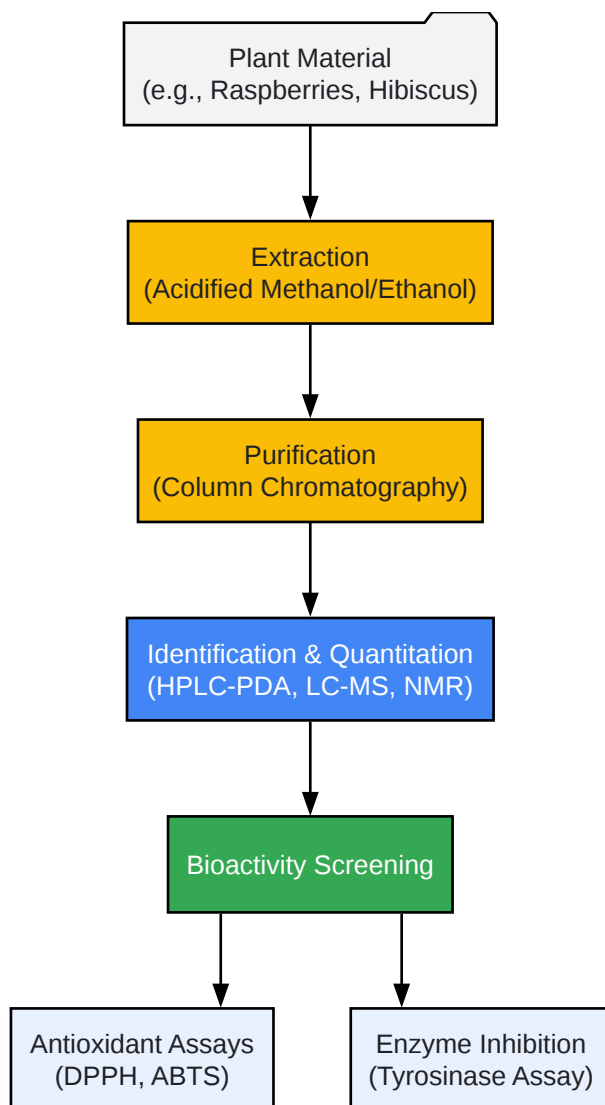 Plant Material
(e.g., Raspberries, Hibiscus)
Extraction
(Acidified Methanol/Ethanol)
Purification
(Column Chromatography)
Identification & Quantitation
(HPLC-PDA, LC-MS, NMR)
Bioactivity Screening
Antioxidant Assays
(DPPH, ABTS)
Enzyme Inhibition
(Tyrosinase Assay)